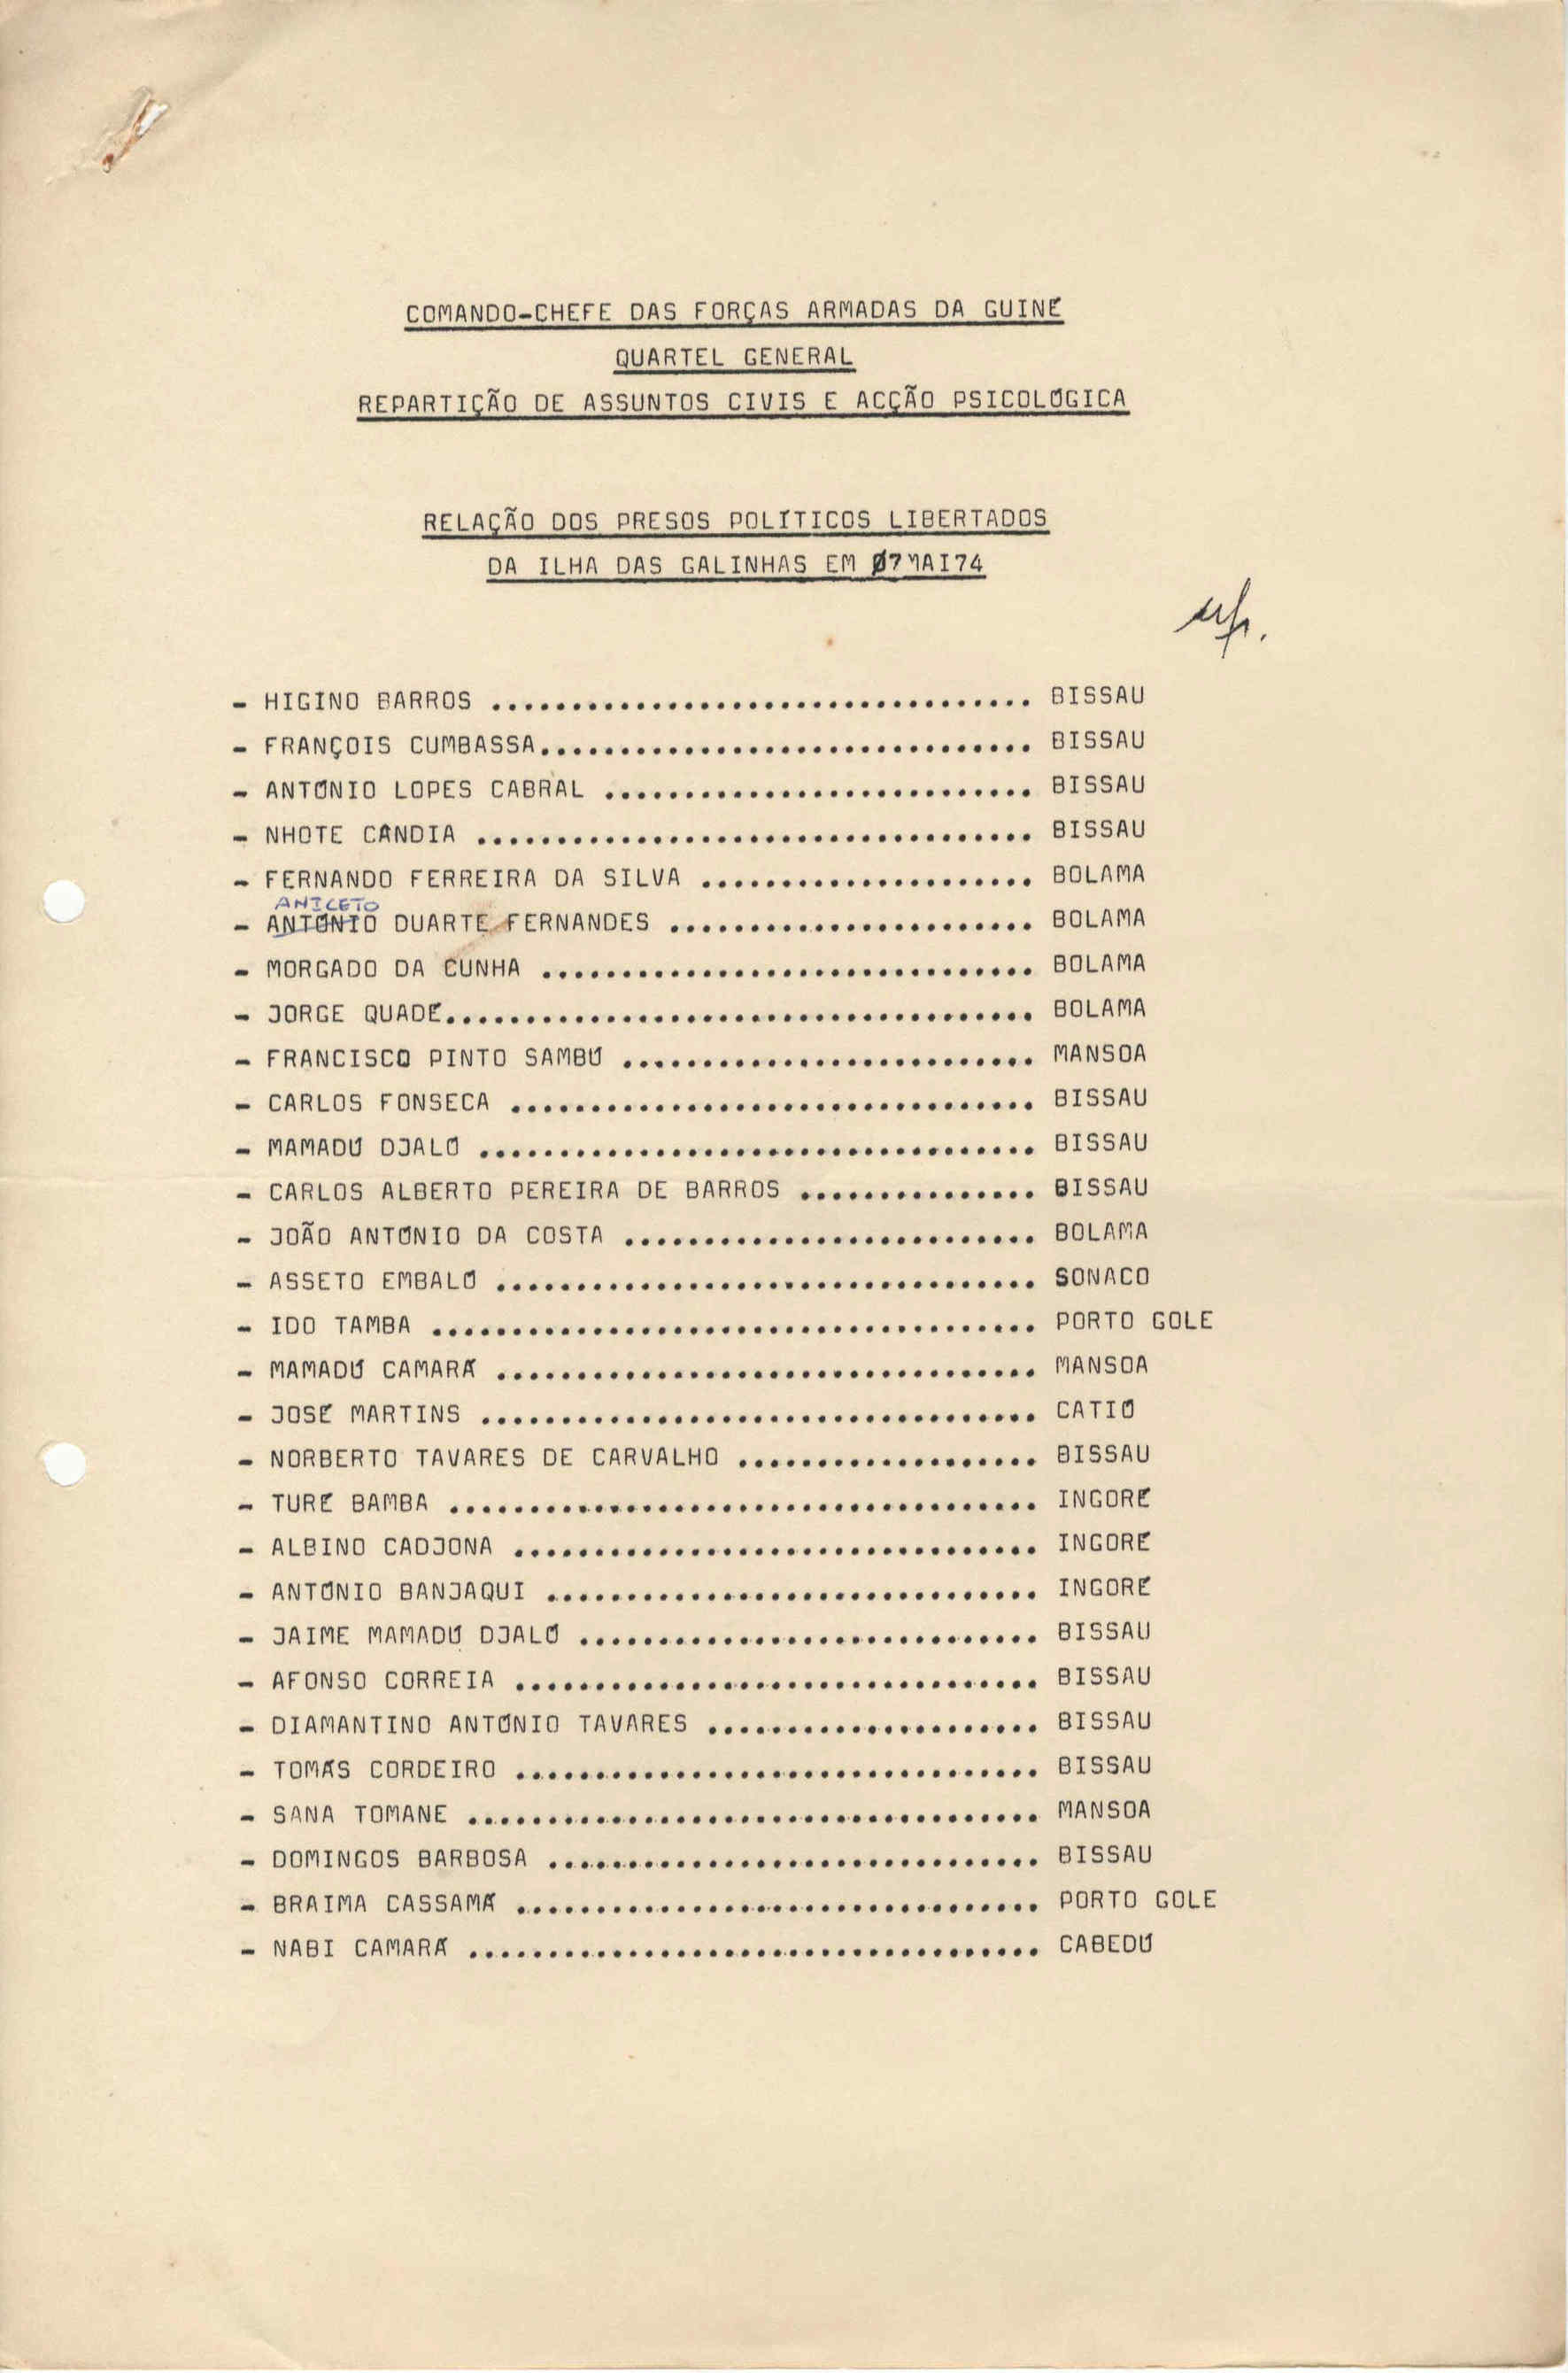 COMANDO-CHEFE DAS FORÇAS ARMADAS DA GUINÉ
QUARTEL GENERAL
REPARTIÇÃO DE ASSUNTOS CIVIS E ACÇÃO PSICOLÓGICA
RELAÇÃO DOS PRESOS POLÍTICOS LIBERTADOS
DA ILHA DAS GALINHAS EM 07MAI74
- HIGINO BARROS .................................. BISSAU
- FRANÇOIS CUMBASSA............................... BISSAU
- ANTÓNIO LOPES CABRAL ........................... BISSAU
- NHOTE CÂNDIA ................................... BISSAU
- FERNANDO FERREIRA DA SILVA ..................... BOLAMA
ANICETO
- ANTÓNIO DUARTE FERNANDES ....................... BOLAMA
- MORGADO DA CUNHA ............................... BOLAMA
- JORGE QUADÉ..................................... BOLAMA
- FRANCISCO PINTO SAMBÚ .......................... MANSOA
- CARLOS FONSECA ................................. BISSAU
- MAMADÚ DJALÓ ................................... BISSAU
- CARLOS ALBERTO PEREIRA DE BARROS ............... BISSAU
- JOÃO ANTÓNIO DA COSTA .......................... BOLAMA
- ASSETO EMBALÓ .................................. SONACO
- IDO TAMBA ...................................... PORTO GOLE
- MAMADÚ CAMARÁ .................................. MANSOA
- JOSÉ MARTINS ................................... CATIÓ
- NORBERTO TAVARES DE CARVALHO ................... BISSAU
- TURÉ BAMBA ..................................... INGORÉ
- ALBINO CADJONA ................................. INGORÉ
- ANTÓNIO BANJAQUI ............................... INGORÉ
- JAIME MAMADÚ DJALÓ ............................. BISSAU
- AFONSO CORREIA ................................. BISSAU
- DIAMANTINO ANTÓNIO TAVARES ..................... BISSAU
- TOMÁS CORDEIRO ................................. BISSAU
- SANA TOMANE .................................... MANSOA
- DOMINGOS BARBOSA ............................... BISSAU
- BRAIMA CASSAMÁ ................................. PORTO GOLE
- NABI CAMARÁ .................................... CABEDÚ